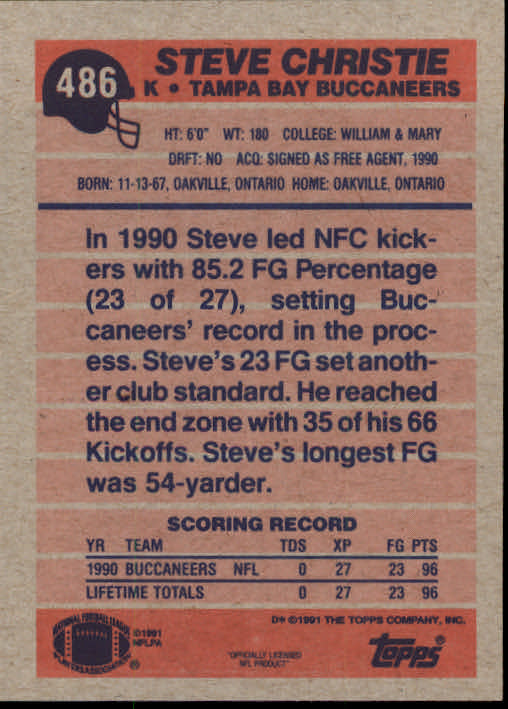 486
STEVE CHRISTIE
K • TAMPA BAY BUCCANEERS
HT: 6'0" WT: 180 COLLEGE: WILLIAM & MARY
DRFT: NO ACQ: SIGNED AS FREE AGENT, 1990
BORN: 11-13-67, OAKVILLE, ONTARIO HOME: OAKVILLE, ONTARIO
In 1990 Steve led NFC kick-
ers with 85.2 FG Percentage
(23 of 27), setting Buc-
caneers' record in the proc-
ess. Steve's 23 FG set anoth-
er club standard. He reached
the end zone with 35 of his 66
Kickoffs. Steve's longest FG
was 54-yarder.
SCORING RECORD
YR TEAM TDS XP FG PTS
1990 BUCCANEERS NFL 0 27 23 96
LIFETIME TOTALS 0 27 23 96
D* ©1991 THE TOPPS COMPANY, INC.
NATIONAL FOOTBALL LEAGUE
PLAYERS ASSOCIATION
®
©1991
NFLPA
"OFFICIALLY LICENSED
NFL PRODUCT"
topps®